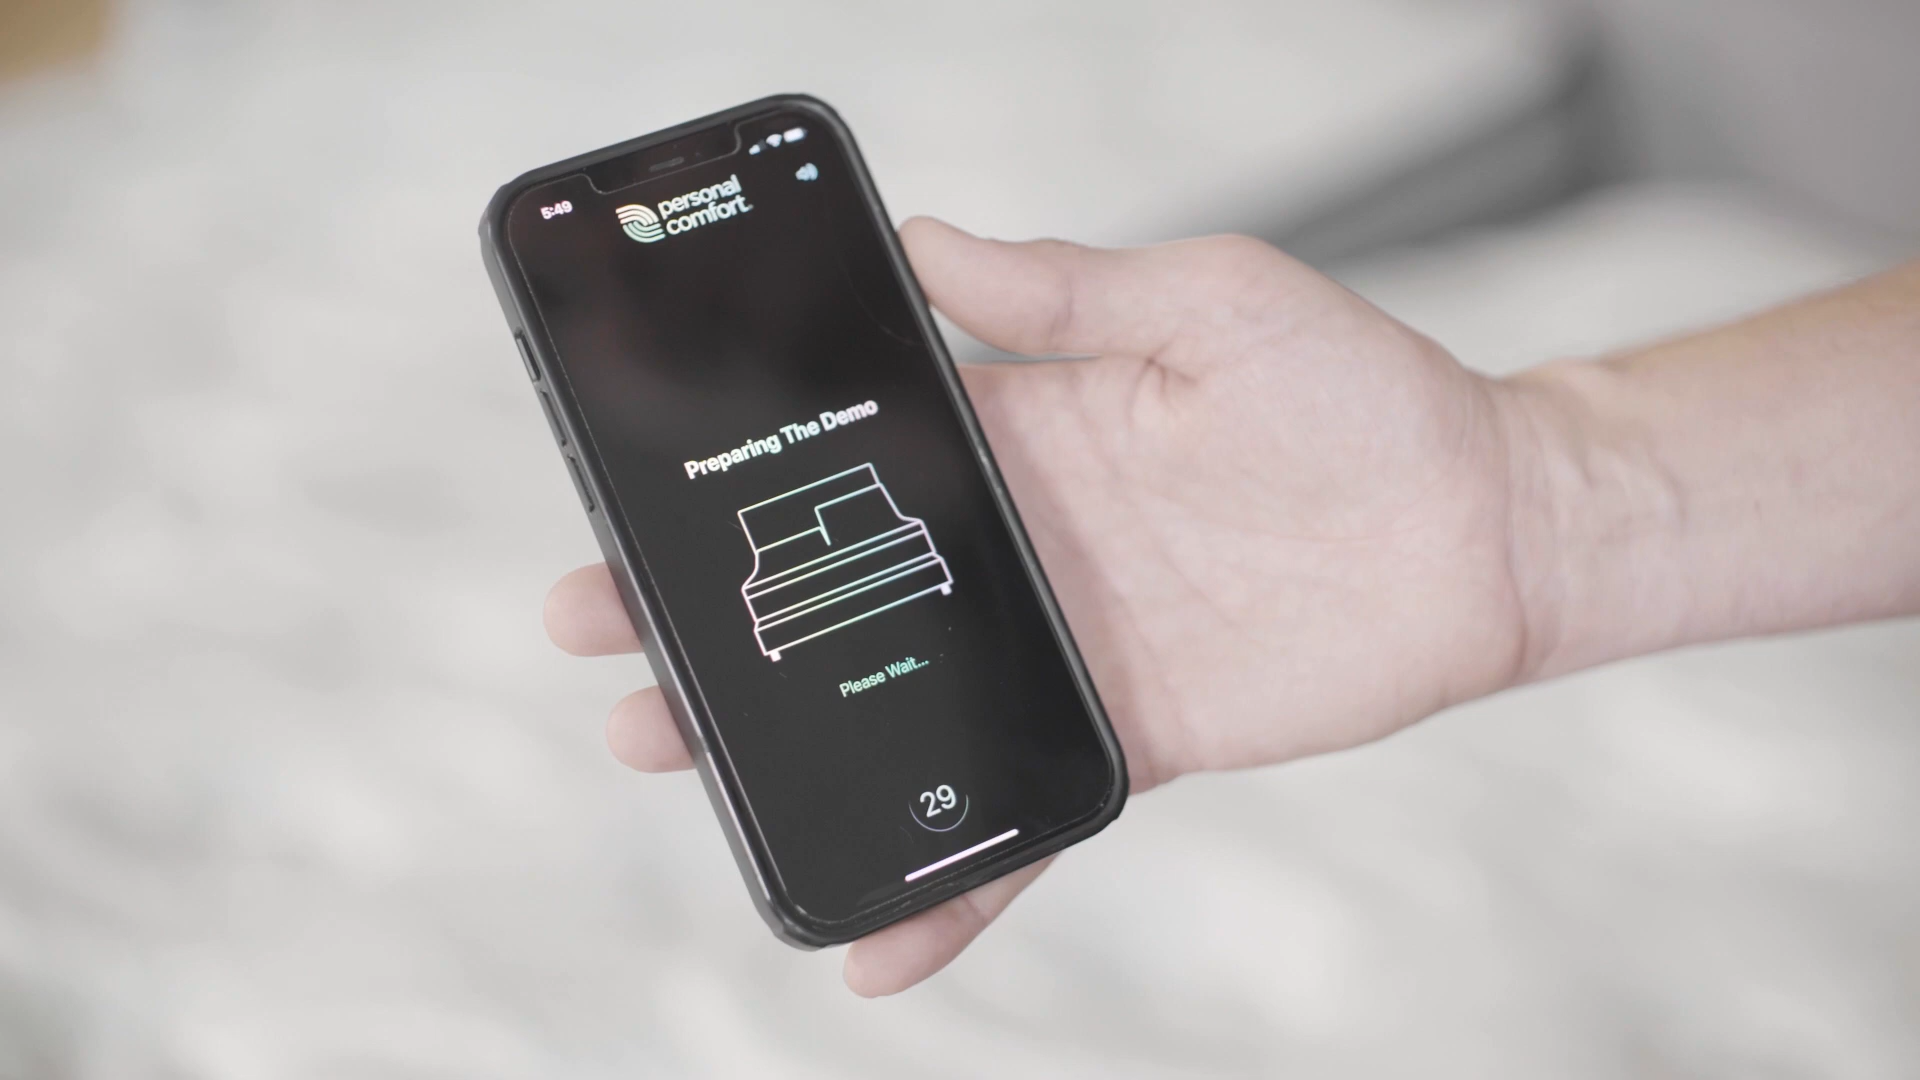 5:49
personal
comfort.
Preparing The Demo
Please Wait...
29